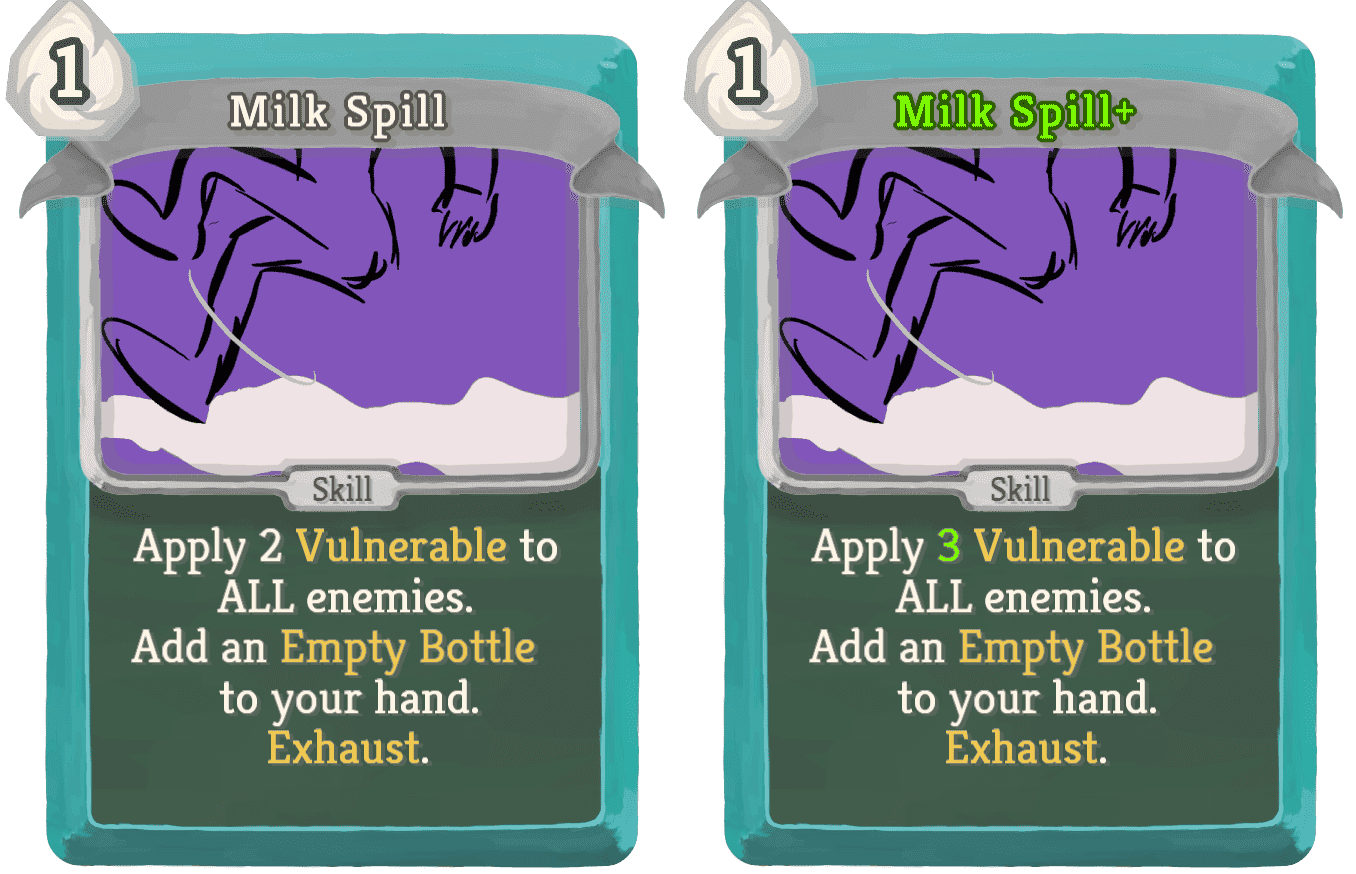 1
Milk Spill
Skill
Apply 2 Vulnerable to
ALL enemies.
Add an Empty Bottle
to your hand.
Exhaust.
1
Milk Spill+
Skill
Apply 3 Vulnerable to
ALL enemies.
Add an Empty Bottle
to your hand.
Exhaust.